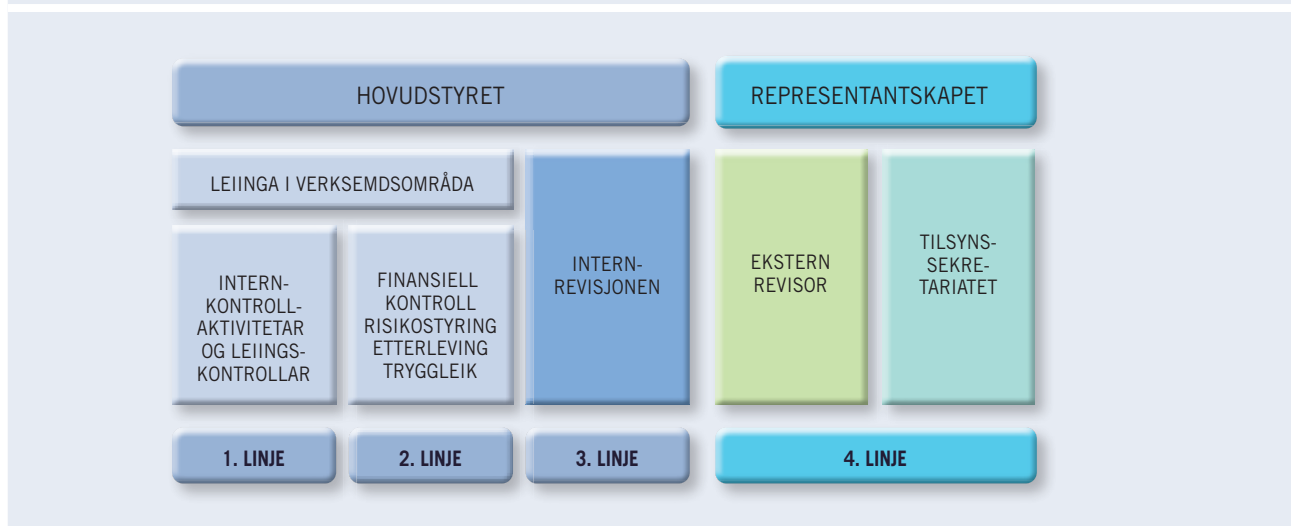 HOVUDSTYRET
REPRESENTANTSKAPET
LEIINGA I VERKSEMDSOMRÅDA
INTERN-
KONTROLL-
AKTIVITETAR
OG LEIINGS-
KONTROLLAR
FINANSIELL
KONTROLL
RISIKOSTYRING
ETTERLEVING
TRYGGLEIK
INTERN-
REVISJONEN
EKSTERN
REVISOR
TILSYNS-
SEKRE-
TARIATET
1. LINJE
2. LINJE
3. LINJE
4. LINJE